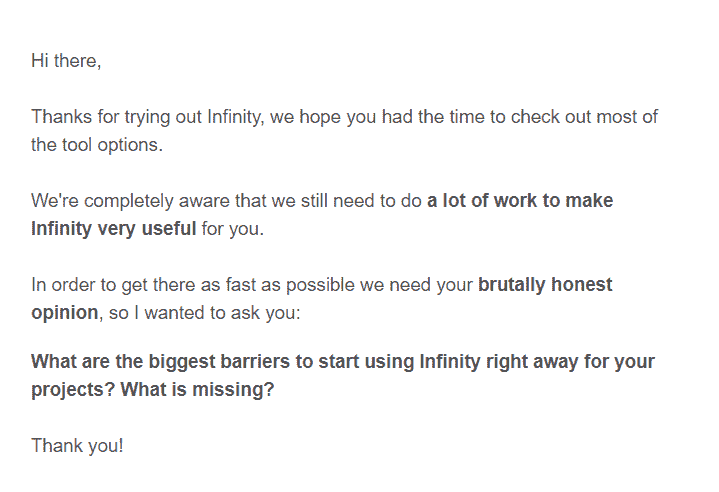 Hi there,
Thanks for trying out Infinity, we hope you had the time to check out most of
the tool options.
We're completely aware that we still need to do a lot of work to make
Infinity very useful for you.
In order to get there as fast as possible we need your brutally honest
opinion, so I wanted to ask you:
What are the biggest barriers to start using Infinity right away for your
projects? What is missing?
Thank you!